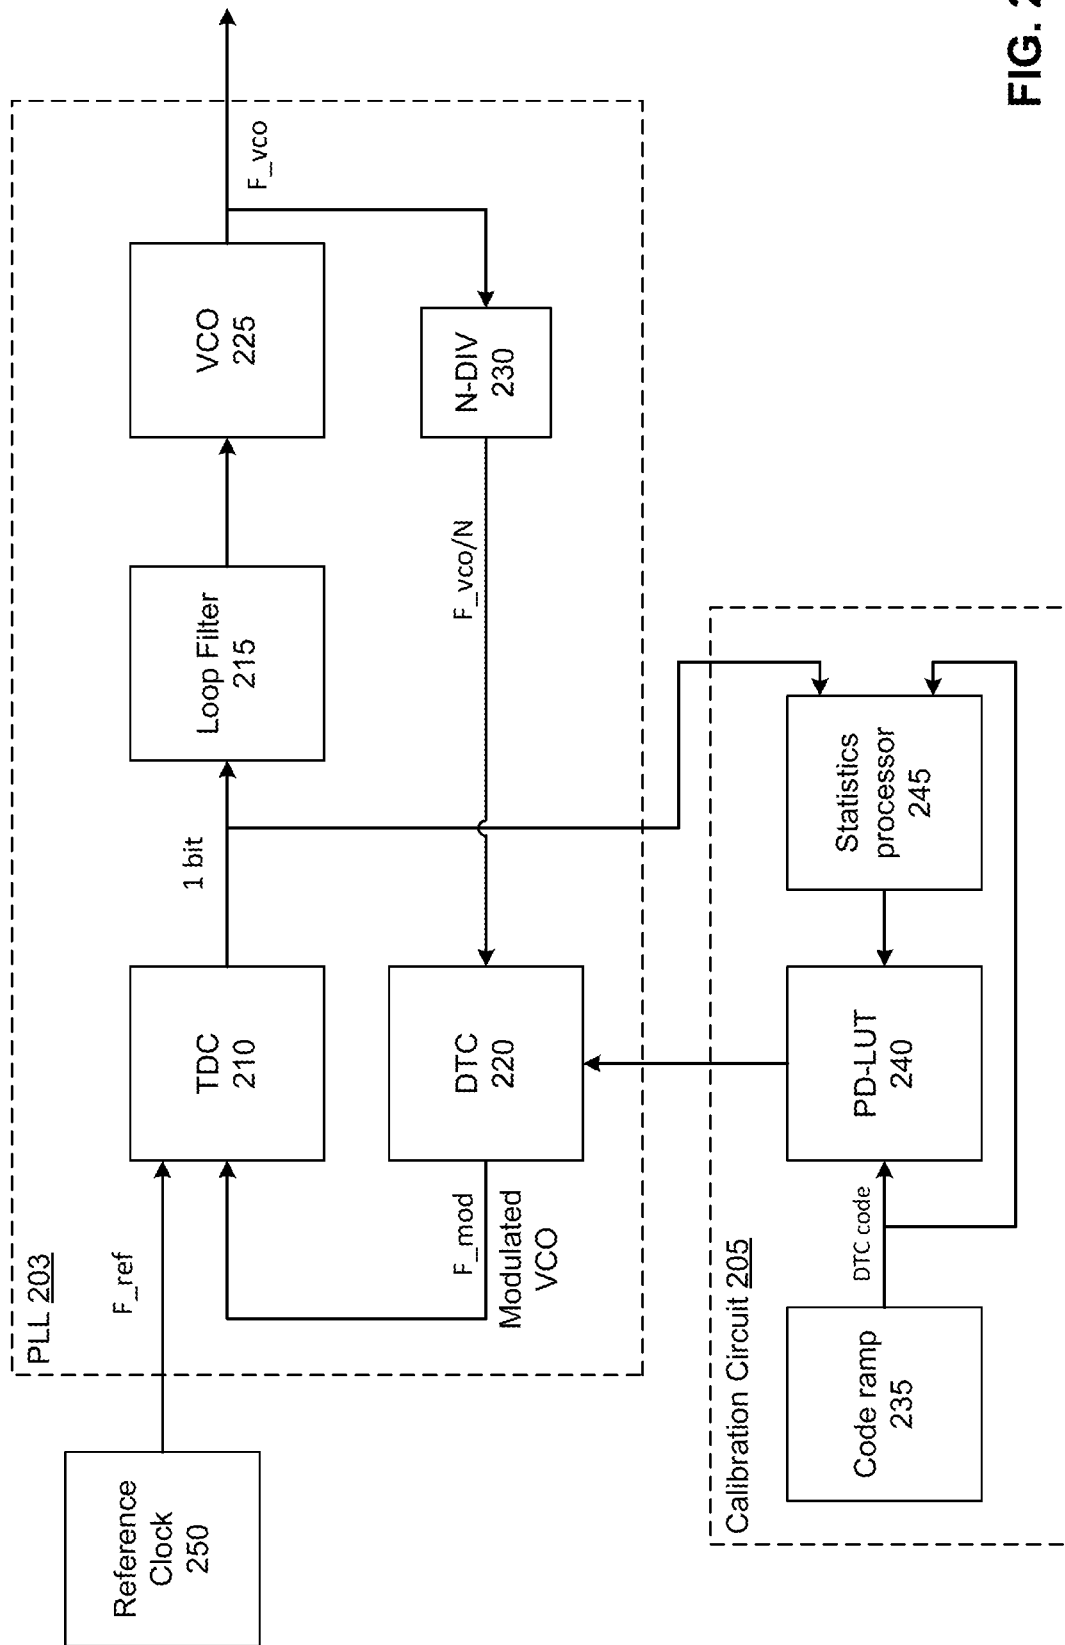 Reference
Clock
250
PLL 203
F_ref
TDC
210
1 bit
Loop Filter
215
VCO
225
F_vco
F_mod
Modulated
VCO
DTC
220
F_vco/N
N-DIV
230
Calibration Circuit 205
Code ramp
235
DTC code
PD-LUT
240
Statistics
processor
245
FIG. 2